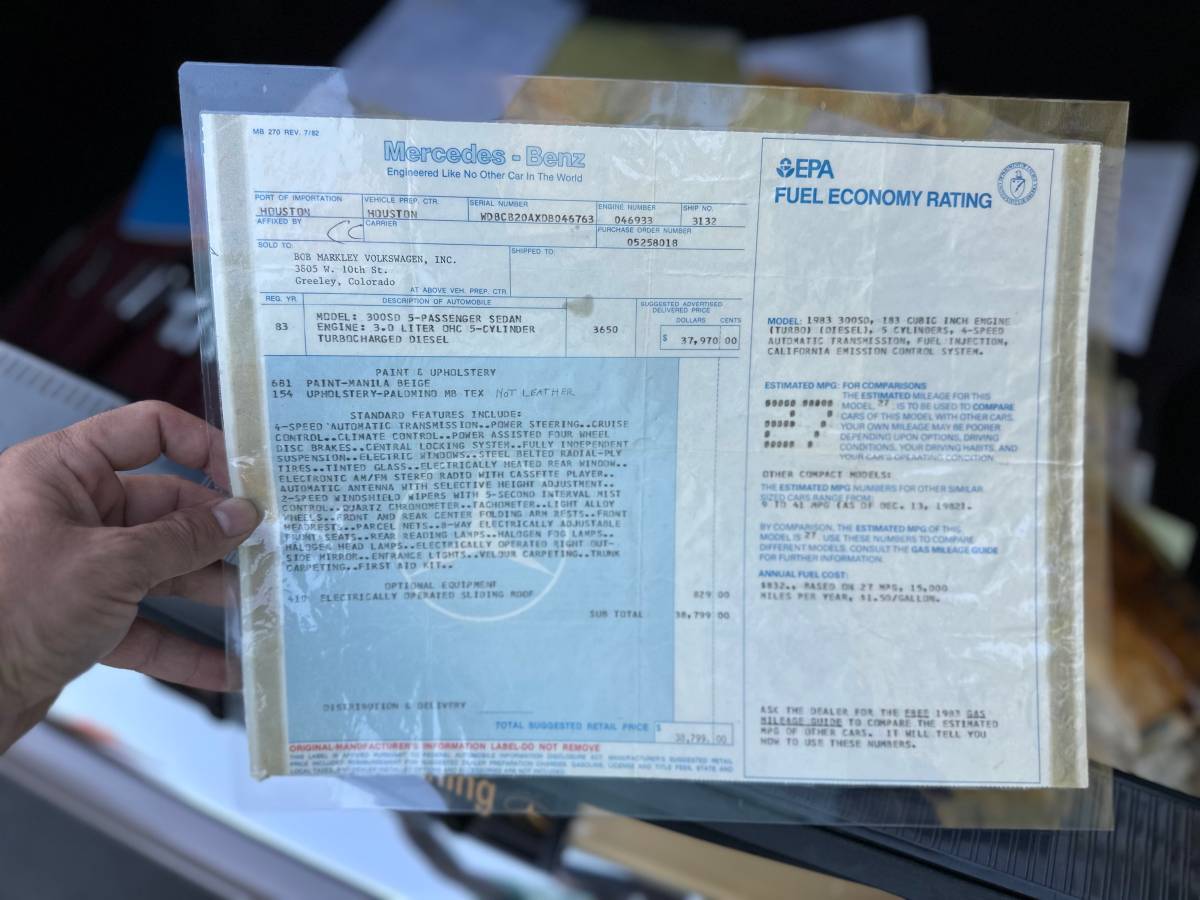 MB 270 REV. 7/82
Mercedes-Benz
Engineered Like No Other Car In The World
PORT OF IMPORTATION
HOUSTON
VEHICLE PREP. CTR.
HOUSTON
SERIAL NUMBER
WDBCB20AXDB046763
ENGINE NUMBER
046933
SHIP NO.
3132
AFFIXED BY
CARRIER
PURCHASE ORDER NUMBER
05258018
SOLD TO:
BOB MARKLEY VOLKSWAGEN, INC.
3805 W. 10th St.
Greeley, Colorado
SHIPPED TO:
AT ABOVE VEH. PREP. CTR.
REG. YR.
83
DESCRIPTION OF AUTOMOBILE
MODEL: 300SD 5-PASSENGER SEDAN
ENGINE: 3.0 LITER OHC 5-CYLINDER
TURBOCHARGED DIESEL
3650
SUGGESTED ADVERTISED
DELIVERED PRICE
DOLLARS CENTS
$ 37,970 00
PAINT & UPHOLSTERY
681 PAINT-MANILA BEIGE
154 UPHOLSTERY-PALOMINO MB TEX NOT LEATHER
STANDARD FEATURES INCLUDE:
4-SPEED AUTOMATIC TRANSMISSION..POWER STEERING..CRUISE
CONTROL..CLIMATE CONTROL..POWER ASSISTED FOUR WHEEL
DISC BRAKES..CENTRAL LOCKING SYSTEM..FULLY INDEPENDENT
SUSPENSION..ELECTRIC WINDOWS..STEEL BELTED RADIAL-PLY
TIRES..TINTED GLASS..ELECTRICALLY HEATED REAR WINDOW..
ELECTRONIC AM/FM STEREO RADIO WITH CASSETTE PLAYER..
AUTOMATIC ANTENNA WITH SELECTIVE HEIGHT ADJUSTMENT..
2-SPEED WINDSHIELD WIPERS WITH 5-SECOND INTERVAL MIST
CONTROL..QUARTZ CHRONOMETER..TACHOMETER..LIGHT ALLOY
WHEELS..FRONT AND REAR CENTER FOLDING ARM RESTS..FRONT
HEADRESTS..PARCEL NETS..8-WAY ELECTRICALLY ADJUSTABLE
FRONT SEATS..REAR READING LAMPS..HALOGEN FOG LAMPS..
HALOGEN HEAD LAMPS..ELECTRICALLY OPERATED RIGHT OUT-
SIDE MIRROR..ENTRANCE LIGHTS..VELOUR CARPETING..TRUNK
CARPETING..FIRST AID KIT..
OPTIONAL EQUIPMENT
410 ELECTRICALLY OPERATED SLIDING ROOF 829 00
SUB TOTAL 38,799 00
DISTRIBUTION & DELIVERY
TOTAL SUGGESTED RETAIL PRICE $ 38,799. 00
ORIGINAL-MANUFACTURER'S INFORMATION LABEL-DO NOT REMOVE
EPA
FUEL ECONOMY RATING
MODEL: 1983 300SD, 183 CUBIC INCH ENGINE
(TURBO) (DIESEL), 5 CYLINDERS, 4-SPEED
AUTOMATIC TRANSMISSION, FUEL INJECTION,
CALIFORNIA EMISSION CONTROL SYSTEM.
ESTIMATED MPG: FOR COMPARISONS
27
THE ESTIMATED MILEAGE FOR THIS
MODEL, 27, IS TO BE USED TO COMPARE
CARS OF THIS MODEL WITH OTHER CARS.
YOUR OWN MILEAGE MAY BE POORER
DEPENDING UPON OPTIONS, DRIVING
CONDITIONS, YOUR DRIVING HABITS, AND
YOUR CAR'S OPERATING CONDITION.
OTHER COMPACT MODELS:
THE ESTIMATED MPG NUMBERS FOR OTHER SIMILAR
SIZED CARS RANGE FROM:
9 TO 41 MPG (AS OF DEC. 13, 1982).
BY COMPARISON, THE ESTIMATED MPG OF THIS
MODEL IS 27. USE THESE NUMBERS TO COMPARE
DIFFERENT MODELS. CONSULT THE GAS MILEAGE GUIDE
FOR FURTHER INFORMATION.
ANNUAL FUEL COST:
$832., BASED ON 27 MPG, 15,000
MILES PER YEAR, $1.50/GALLON.
ASK THE DEALER FOR THE FREE 1983 GAS
MILEAGE GUIDE TO COMPARE THE ESTIMATED
MPG OF OTHER CARS. IT WILL TELL YOU
HOW TO USE THESE NUMBERS.